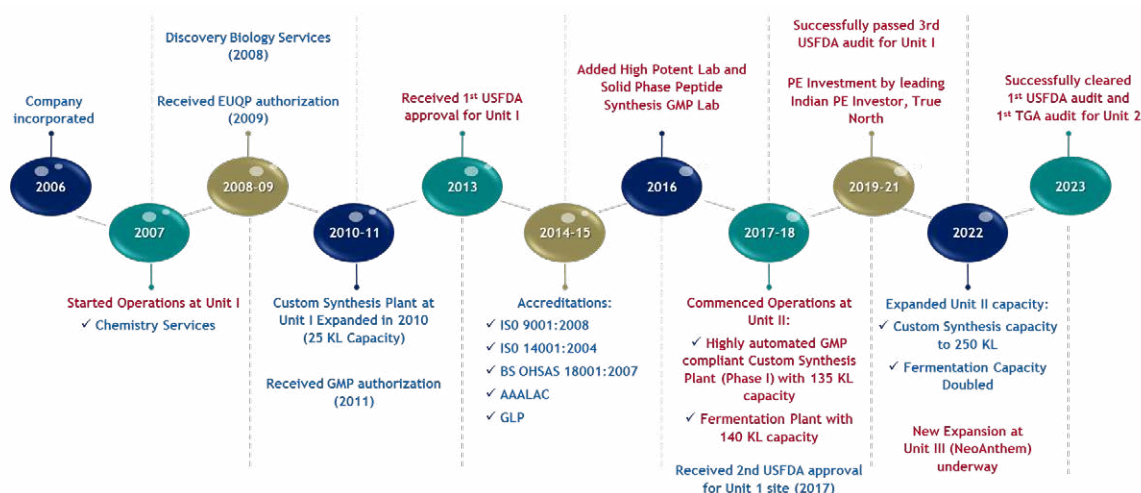 Company
incorporated
2006
2007
Started Operations at Unit I
✓ Chemistry Services
Discovery Biology Services
(2008)
Received EUQP authorization
(2009)
2008-09
2010-11
Custom Synthesis Plant at
Unit I Expanded in 2010
(25 KL Capacity)
Received GMP authorization
(2011)
Received 1st USFDA
approval for Unit I
2013
2014-15
Accreditations:
✓ IS0 9001:2008
✓ IS0 14001:2004
✓ BS OHSAS 18001:2007
✓ AAALAC
✓ GLP
Added High Potent Lab and
Solid Phase Peptide
Synthesis GMP Lab
2016
2017-18
Commenced Operations at
Unit II:
✓ Highly automated GMP
compliant Custom Synthesis
Plant (Phase I) with 135 KL
capacity
✓ Fermentation Plant with
140 KL capacity
Received 2nd USFDA approval
for Unit 1 site (2017)
Successfully passed 3rd
USFDA audit for Unit I
PE Investment by leading
Indian PE Investor, True
North
2019-21
2022
Expanded Unit II capacity:
✓ Custom Synthesis capacity
to 250 KL
✓ Fermentation Capacity
Doubled
New Expansion at
Unit III (NeoAnthem)
underway
Successfully cleared
1st USFDA audit and
1st TGA audit for Unit 2
2023